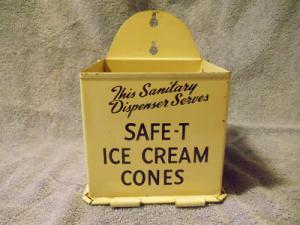 This Sanitary
Dispenser Serves
SAFE-T
ICE CREAM
CONES